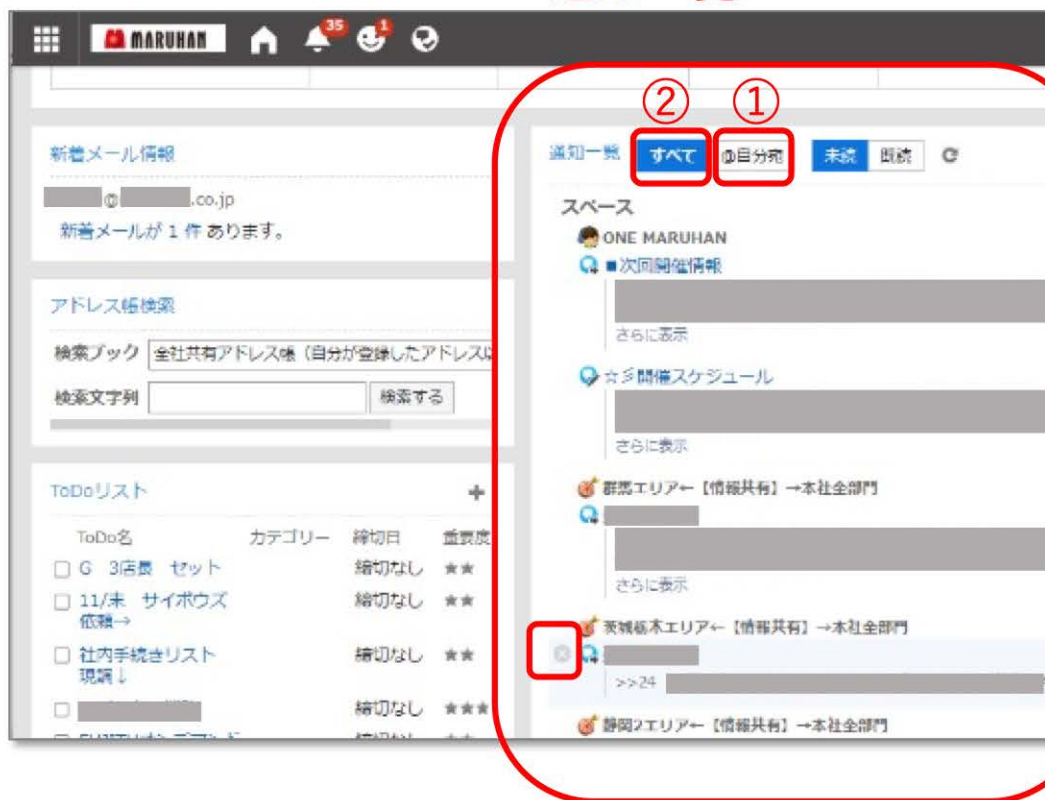 MARUHAN
35
1
② ①
新着メール情報
@ .co.jp
新着メールが 1 件 あります。
アドレス帳検索
検索ブック 全社共有アドレス帳（自分が登録したアドレスに
検索文字列 検索する
ToDoリスト
ToDo名 カテゴリー 締切日 重要度
G 3店長 セット 締切なし ★★
11/末 サイボウズ 締切なし ★★
依頼→
社内手続きリスト 締切なし ★★
現調↓
締切なし ★★★
通知一覧 すべて @自分宛 未読 既読
スペース
ONE MARUHAN
■次回開催情報
さらに表示
☆彡開催スケジュール
さらに表示
群馬エリア←【情報共有】→本社全部門
さらに表示
茨城栃木エリア←【情報共有】→本社全部門
>>24
静岡2エリア←【情報共有】→本社全部門